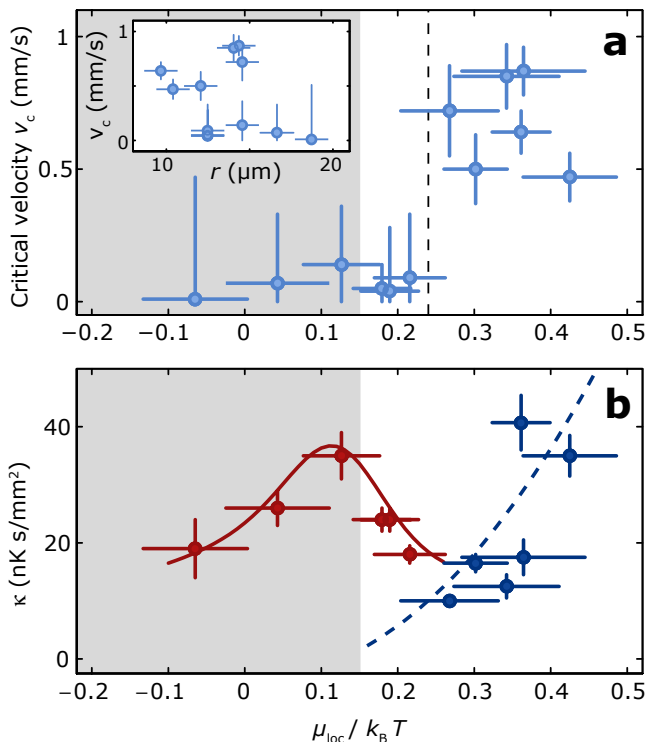 a
Critical velocity v_c (mm/s)
1
0.5
0
v_c (mm/s)
1
0
10
20
r (μm)
−0.2 −0.1 0 0.1 0.2 0.3 0.4 0.5
b
κ (nK s/mm²)
40
20
0
−0.2 −0.1 0 0.1 0.2 0.3 0.4 0.5
μ_loc / k_B T